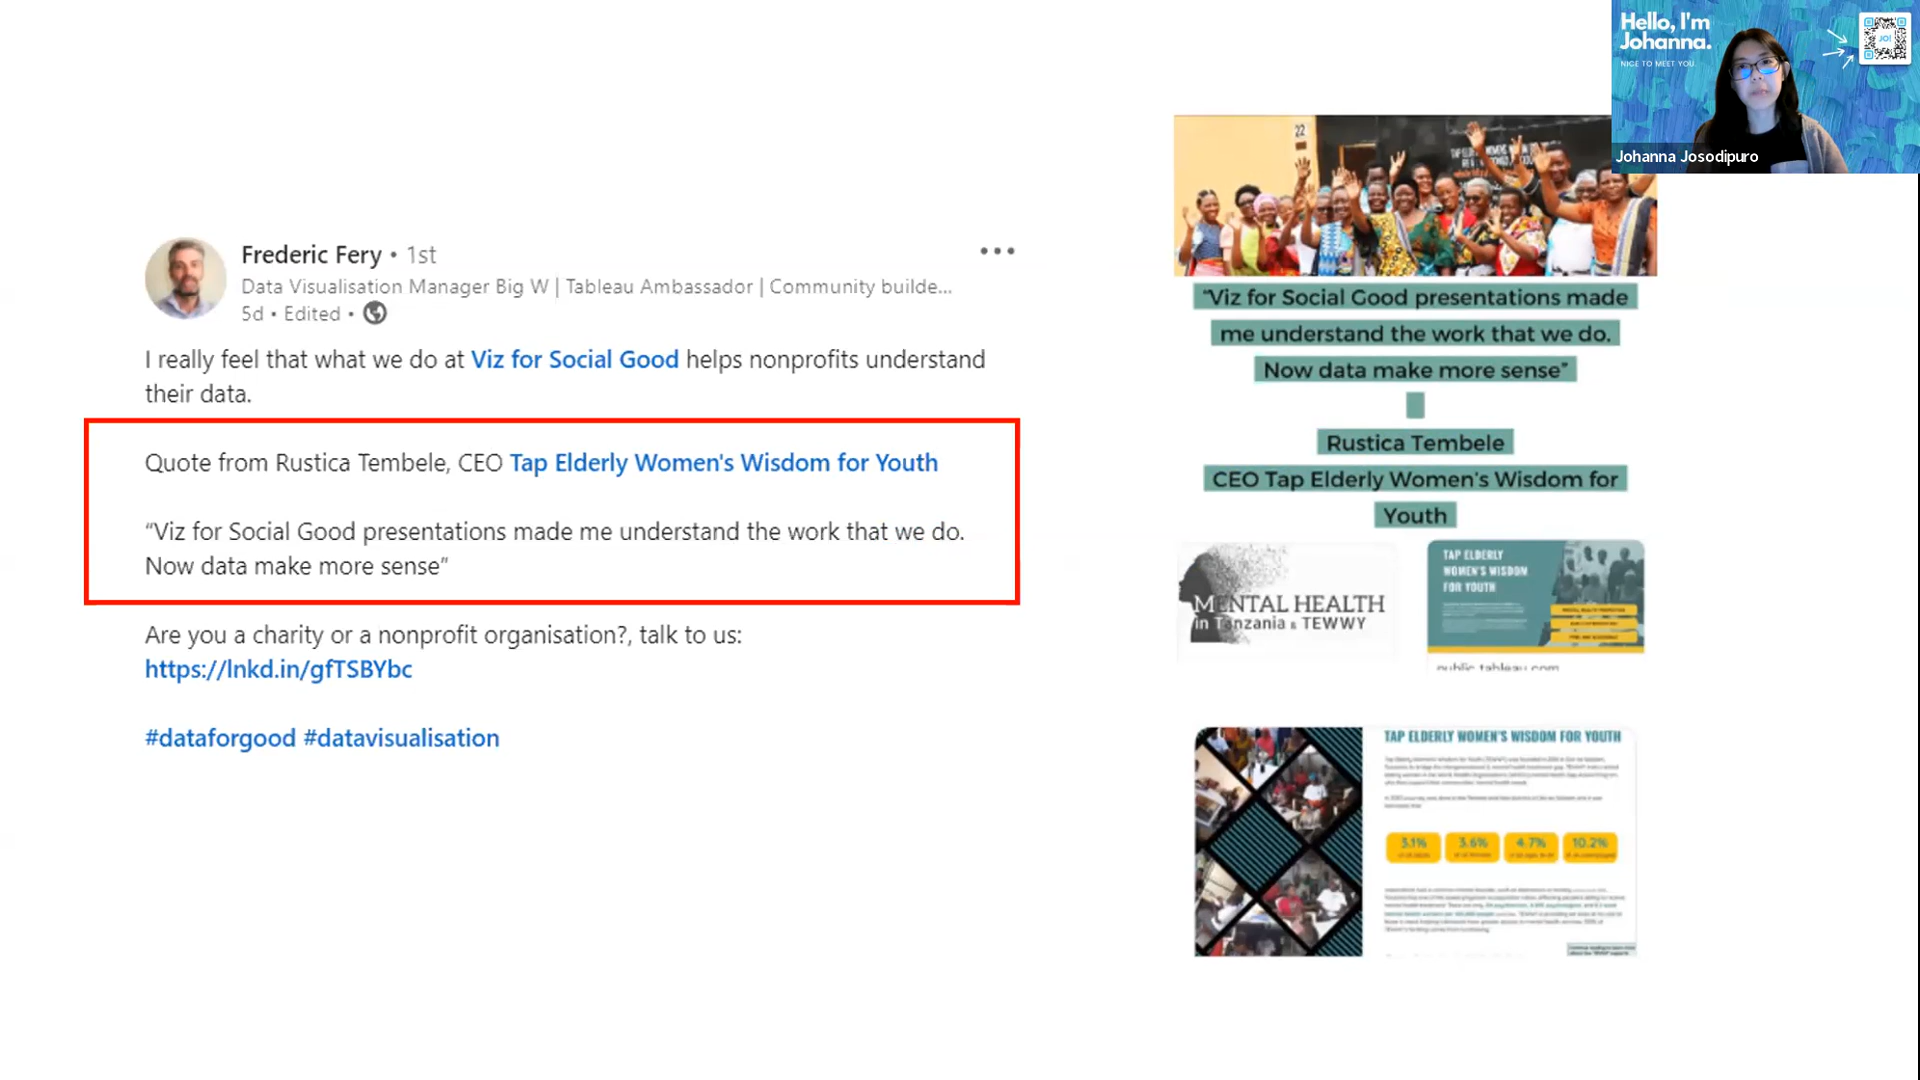 Hello, I'm
Johanna.
NICE TO MEET YOU.
JO!
Johanna Josodipuro
Frederic Fery • 1st
Data Visualisation Manager Big W | Tableau Ambassador | Community builde...
5d • Edited •
I really feel that what we do at Viz for Social Good helps nonprofits understand
their data.
Quote from Rustica Tembele, CEO Tap Elderly Women's Wisdom for Youth
“Viz for Social Good presentations made me understand the work that we do.
Now data make more sense”
Are you a charity or a nonprofit organisation?, talk to us:
https://lnkd.in/gfTSBYbc
#dataforgood #datavisualisation
22
“Viz for Social Good presentations made
me understand the work that we do.
Now data make more sense”
Rustica Tembele
CEO Tap Elderly Women's Wisdom for
Youth
MENTAL HEALTH
in Tanzania & TEWWY
TAP ELDERLY
WOMEN'S WISDOM
FOR YOUTH
public.tableau.com
TAP ELDERLY WOMEN'S WISDOM FOR YOUTH
3.1% 3.6% 4.7% 10.2%